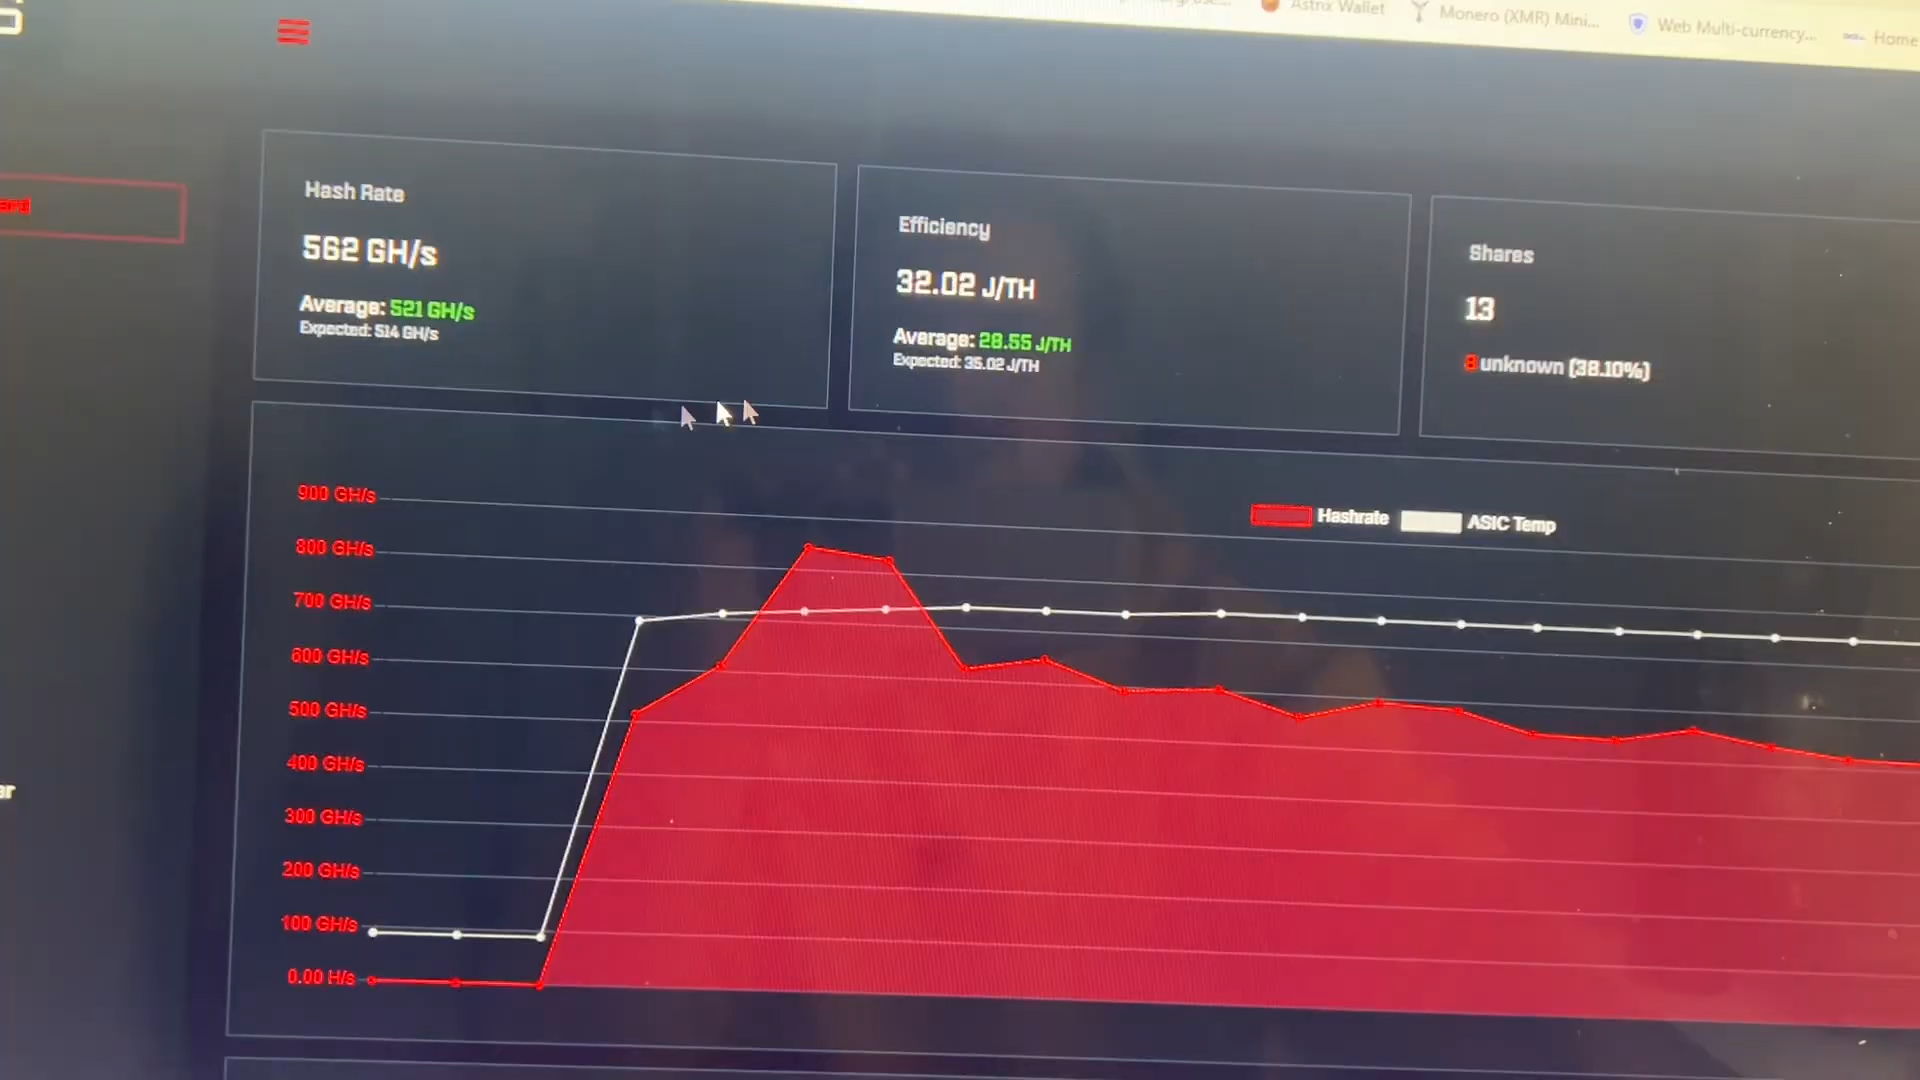 Astrix Wallet
Monero (XMR) Mini...
Web Multi-currency...
Home
Hash Rate
562 GH/s
Average: 521 GH/s
Expected: 514 GH/s
Efficiency
32.02 J/TH
Average: 28.55 J/TH
Expected: 35.02 J/TH
Shares
13
8 unknown (38.10%)
Hashrate
ASIC Temp
900 GH/s
800 GH/s
700 GH/s
600 GH/s
500 GH/s
400 GH/s
300 GH/s
200 GH/s
100 GH/s
0.00 H/s